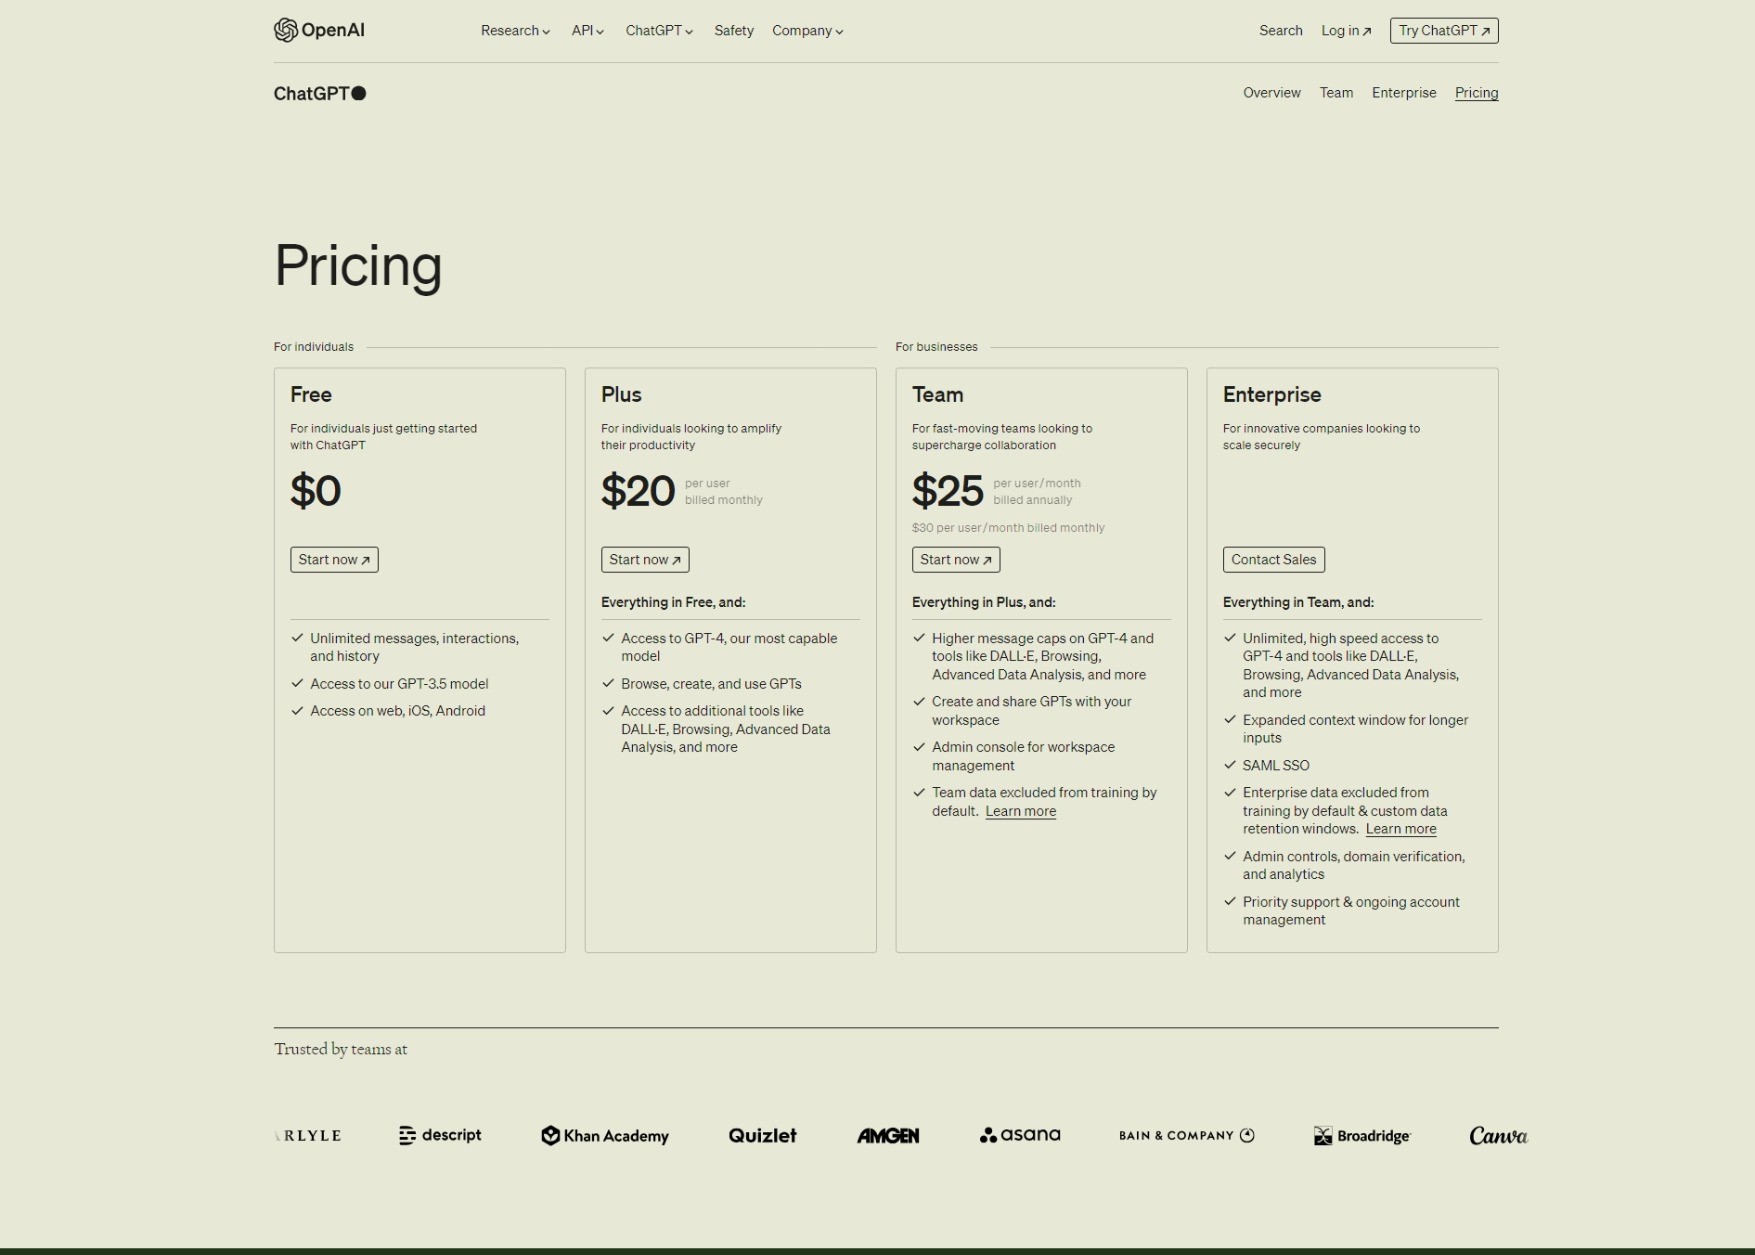 OpenAI
Research API ChatGPT Safety Company
Search Log in Try ChatGPT
ChatGPT
Overview Team Enterprise Pricing
Pricing
For individuals
For businesses
Free
For individuals just getting started
with ChatGPT
$0
Start now
Unlimited messages, interactions,
and history
Access to our GPT-3.5 model
Access on web, iOS, Android
Plus
For individuals looking to amplify
their productivity
$20
per user
billed monthly
Start now
Everything in Free, and:
Access to GPT-4, our most capable
model
Browse, create, and use GPTs
Access to additional tools like
DALL·E, Browsing, Advanced Data
Analysis, and more
Team
For fast-moving teams looking to
supercharge collaboration
$25
per user/month
billed annually
$30 per user/month billed monthly
Start now
Everything in Plus, and:
Higher message caps on GPT-4 and
tools like DALL·E, Browsing,
Advanced Data Analysis, and more
Create and share GPTs with your
workspace
Admin console for workspace
management
Team data excluded from training by
default. Learn more
Enterprise
For innovative companies looking to
scale securely
Contact Sales
Everything in Team, and:
Unlimited, high speed access to
GPT-4 and tools like DALL·E,
Browsing, Advanced Data Analysis,
and more
Expanded context window for longer
inputs
SAML SSO
Enterprise data excluded from
training by default & custom data
retention windows. Learn more
Admin controls, domain verification,
and analytics
Priority support & ongoing account
management
Trusted by teams at
ARLYLE descript Khan Academy Quizlet AMGEN asana BAIN & COMPANY Broadridge Canva